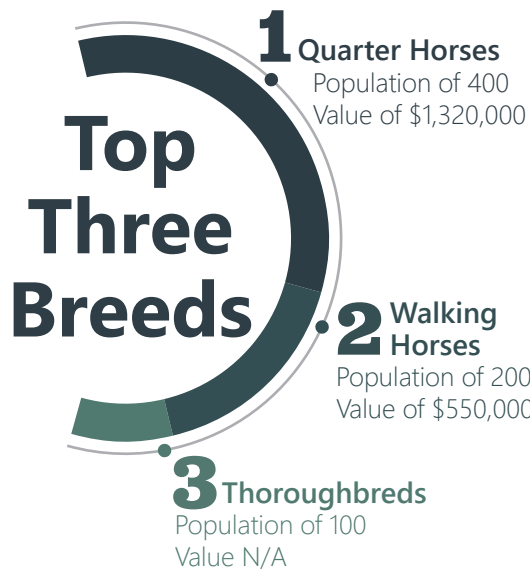 Top
Three
Breeds
1 Quarter Horses
Population of 400
Value of $1,320,000
2 Walking
Horses
Population of 200
Value of $550,000
3 Thoroughbreds
Population of 100
Value N/A